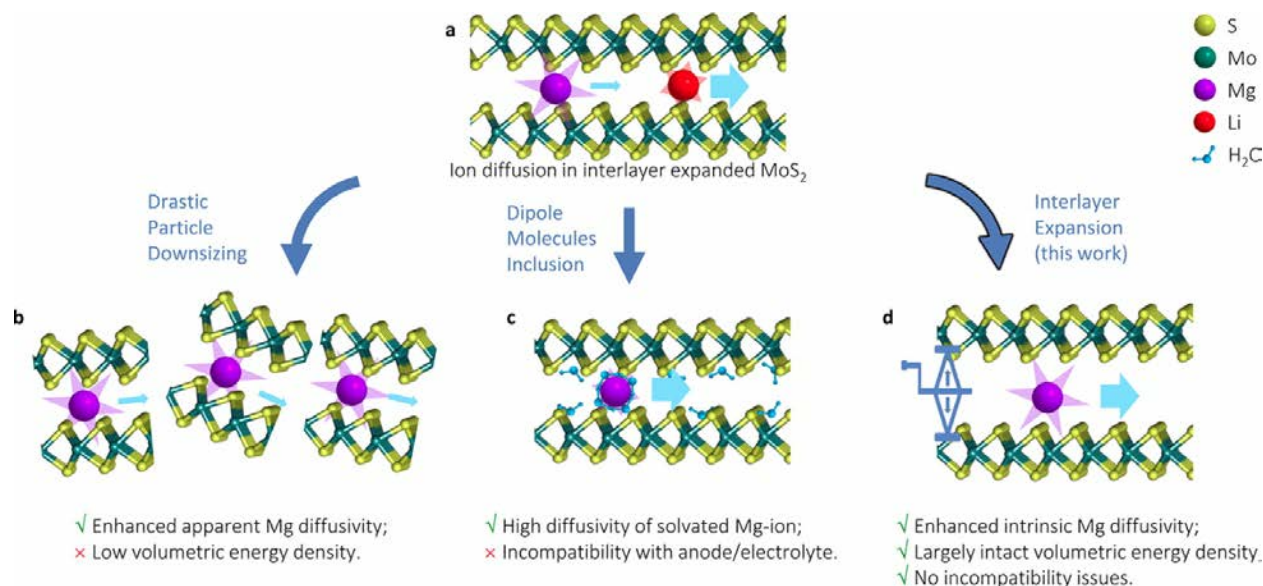 a
S
Mo
Mg
Li
H₂C
Ion diffusion in interlayer expanded MoS₂
Drastic
Particle
Downsizing
Dipole
Molecules
Inclusion
Interlayer
Expansion
(this work)
b
c
d
√ Enhanced apparent Mg diffusivity;
× Low volumetric energy density.
√ High diffusivity of solvated Mg-ion;
× Incompatibility with anode/electrolyte.
√ Enhanced intrinsic Mg diffusivity;
√ Largely intact volumetric energy density.
√ No incompatibility issues.